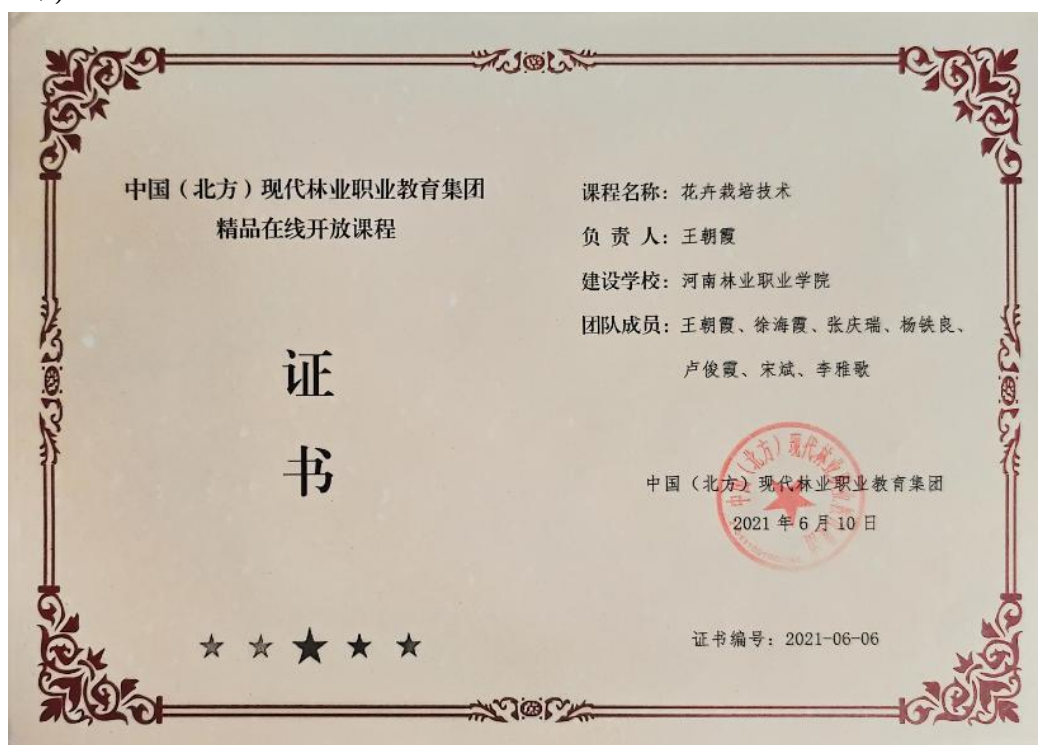 中国（北方）现代林业职业教育集团
精品在线开放课程
证
书
课程名称：花卉栽培技术
负 责 人：王朝霞
建设学校：河南林业职业学院
团队成员：王朝霞、徐海霞、张庆瑞、杨铁良、
卢俊霞、宋斌、李雅歌
中国（北方）现代林业职业教育集团
2021 年 6 月 10 日
证书编号：2021-06-06